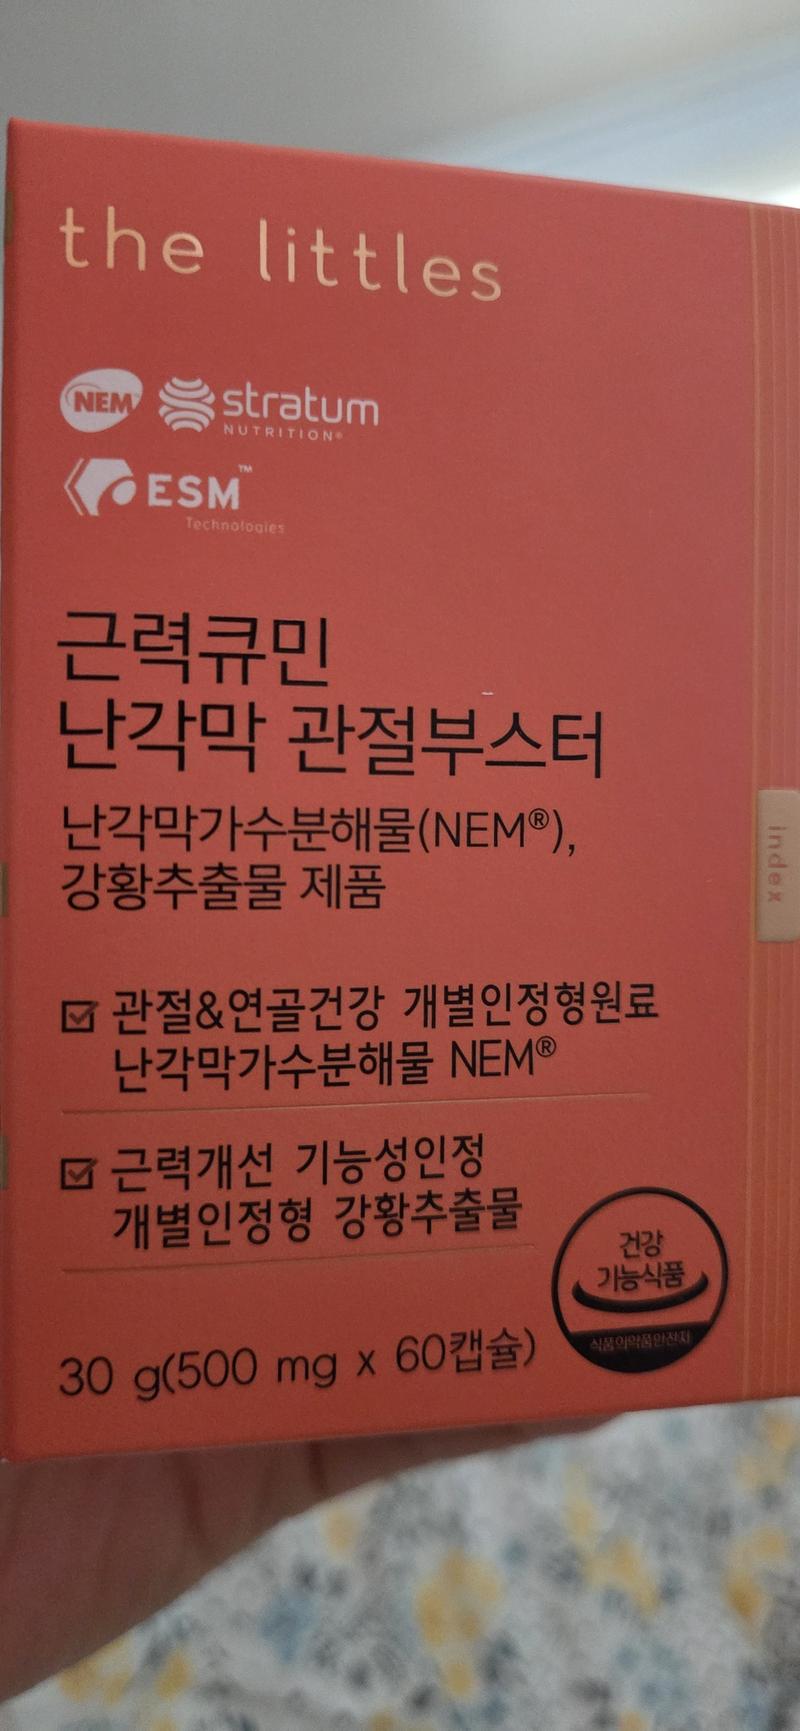 the littles
NEM stratum
NUTRITION®
ESM™
Technologies
근력큐민
난각막 관절부스터
난각막가수분해물(NEM®),
강황추출물 제품
index
관절&연골건강 개별인정형원료
난각막가수분해물 NEM®
근력개선 기능성인정
개별인정형 강황추출물
건강
기능식품
식품의약품안전처
30 g(500 mg x 60캡슐)